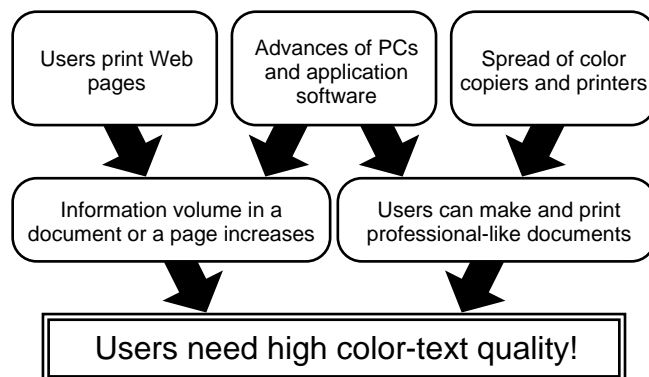 Users print Web
pages
Advances of PCs
and application
software
Spread of color
copiers and printers
Information volume in a
document or a page increases
Users can make and print
professional-like documents
Users need high color-text quality!